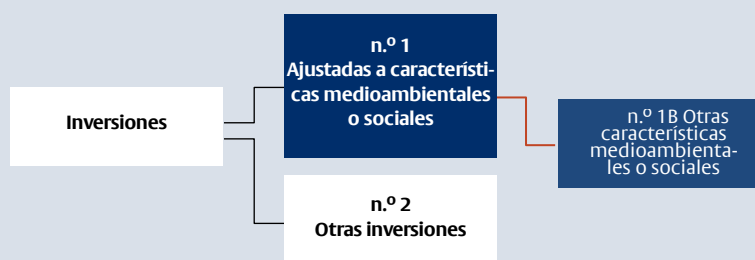 Inversiones
n.º 1
Ajustadas a característi-
cas medioambientales
o sociales
n.º 1B Otras
características
medioambienta-
les o sociales
n.º 2
Otras inversiones